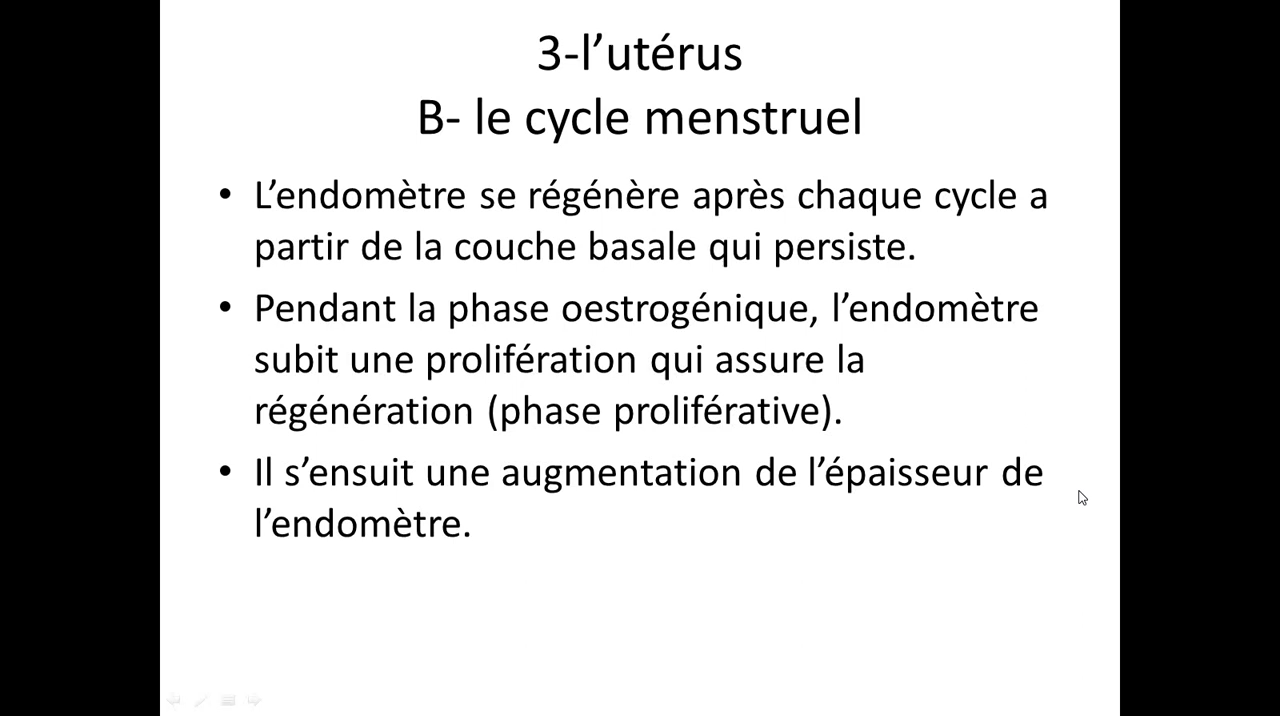 3-l’utérus
B- le cycle menstruel
• L’endomètre se régénère après chaque cycle a
partir de la couche basale qui persiste.
• Pendant la phase oestrogénique, l’endomètre
subit une prolifération qui assure la
régénération (phase proliférative).
• Il s’ensuit une augmentation de l’épaisseur de
l’endomètre.